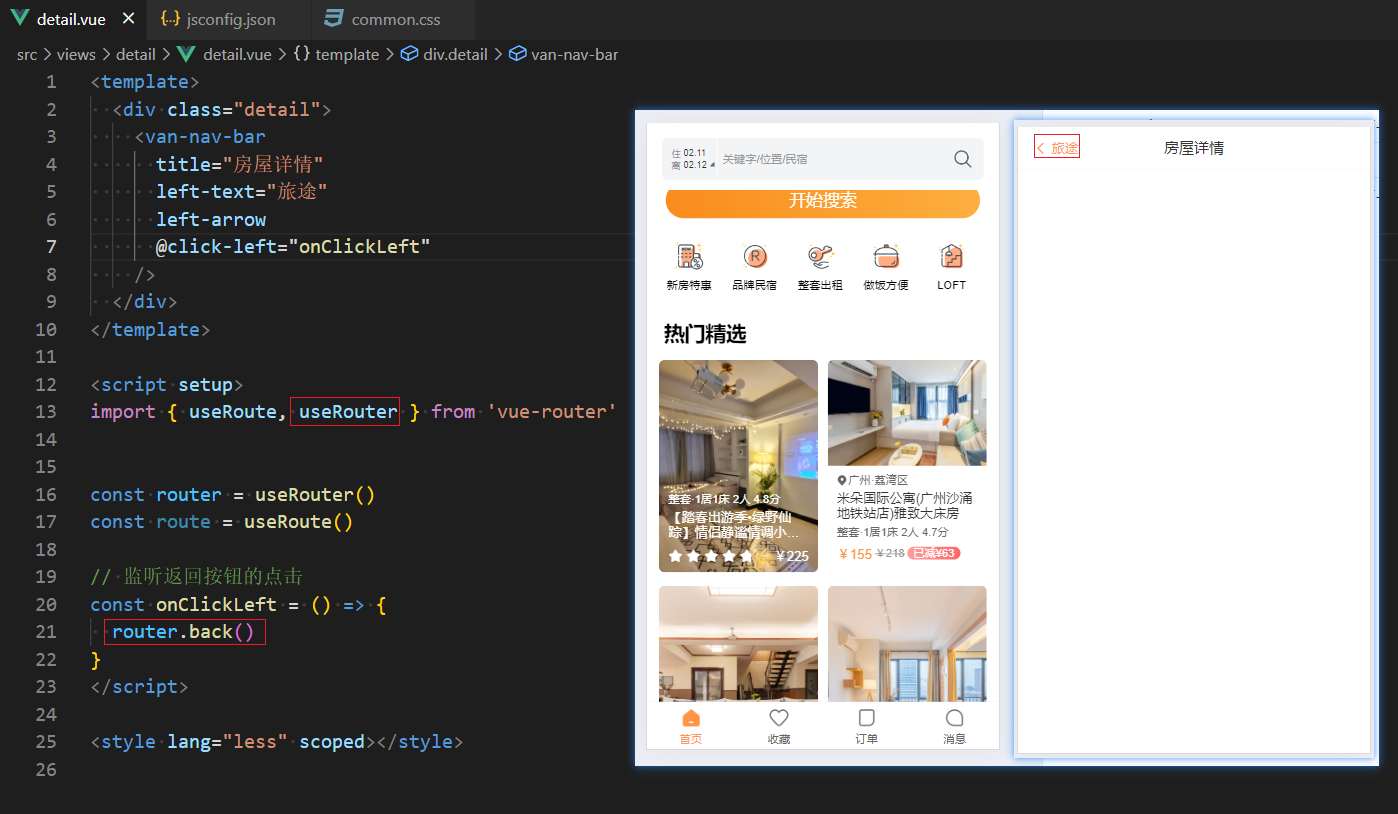 detail.vue
jsconfig.json
common.css
src > views > detail > detail.vue > {} template > div.detail > van-nav-bar
1 <template>
2 <div class="detail">
3 <van-nav-bar
4 title="房屋详情"
5 left-text="旅途"
6 left-arrow
7 @click-left="onClickLeft"
8 />
9 </div>
10 </template>
11
12 <script setup>
13 import { useRoute, useRouter } from 'vue-router'
14
15
16 const router = useRouter()
17 const route = useRoute()
18
19 // 监听返回按钮的点击
20 const onClickLeft = () => {
21 router.back()
22 }
23 </script>
24
25 <style lang="less" scoped></style>
26
住 02.11
离 02.12
关键字/位置/民宿
开始搜索
新房特惠 品牌民宿 整套出租 做饭方便 LOFT
热门精选
整套·1居1床 2人 4.8分
【踏春出游季•绿野仙
踪】情侣静谧情调小...
¥225
广州·荔湾区
米朵国际公寓(广州沙涌
地铁站店)雅致大床房
整套·1居1床 2人 4.7分
¥155 ¥218 已减¥63
首页 收藏 订单 消息
旅途
房屋详情